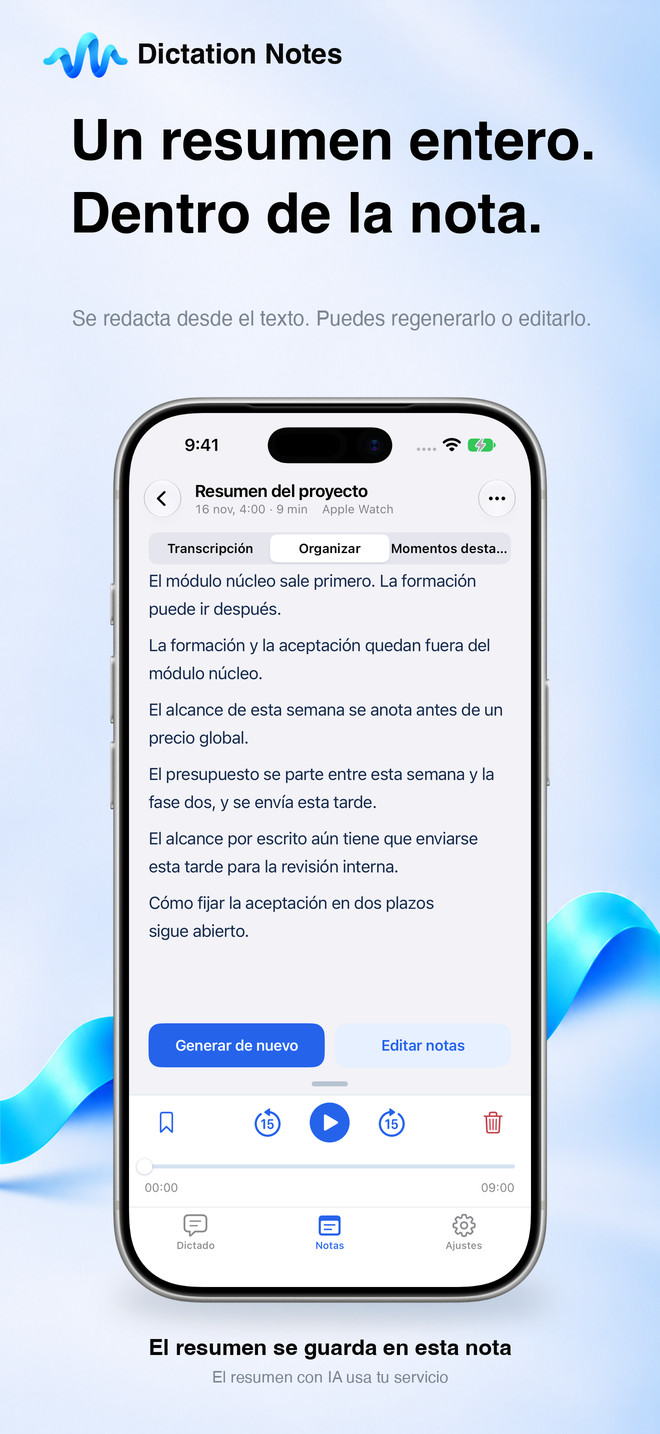 Dictation Notes
Un resumen entero.
Dentro de la nota.
Se redacta desde el texto. Puedes regenerarlo o editarlo.
9:41
Resumen del proyecto
16 nov, 4:00 · 9 min Apple Watch
Transcripción Organizar Momentos desta...
El módulo núcleo sale primero. La formación
puede ir después.
La formación y la aceptación quedan fuera del
módulo núcleo.
El alcance de esta semana se anota antes de un
precio global.
El presupuesto se parte entre esta semana y la
fase dos, y se envía esta tarde.
El alcance por escrito aún tiene que enviarse
esta tarde para la revisión interna.
Cómo fijar la aceptación en dos plazos
sigue abierto.
Generar de nuevo Editar notas
15 15
00:00 09:00
Dictado Notas Ajustes
El resumen se guarda en esta nota
El resumen con IA usa tu servicio